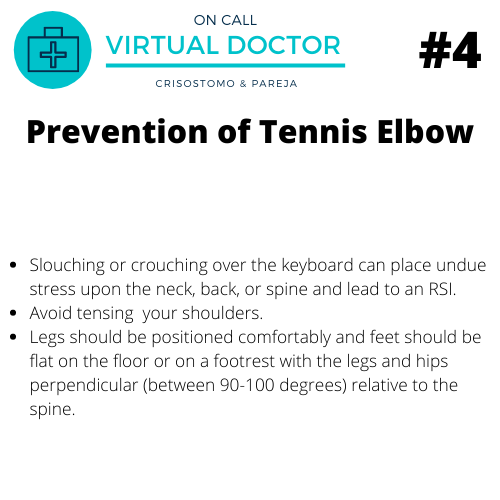 ON CALL
VIRTUAL DOCTOR
CRISOSTOMO & PAREJA
#4
Prevention of Tennis Elbow
• Slouching or crouching over the keyboard can place undue
stress upon the neck, back, or spine and lead to an RSI.
• Avoid tensing  your shoulders.
• Legs should be positioned comfortably and feet should be
flat on the floor or on a footrest with the legs and hips
perpendicular (between 90-100 degrees) relative to the
spine.